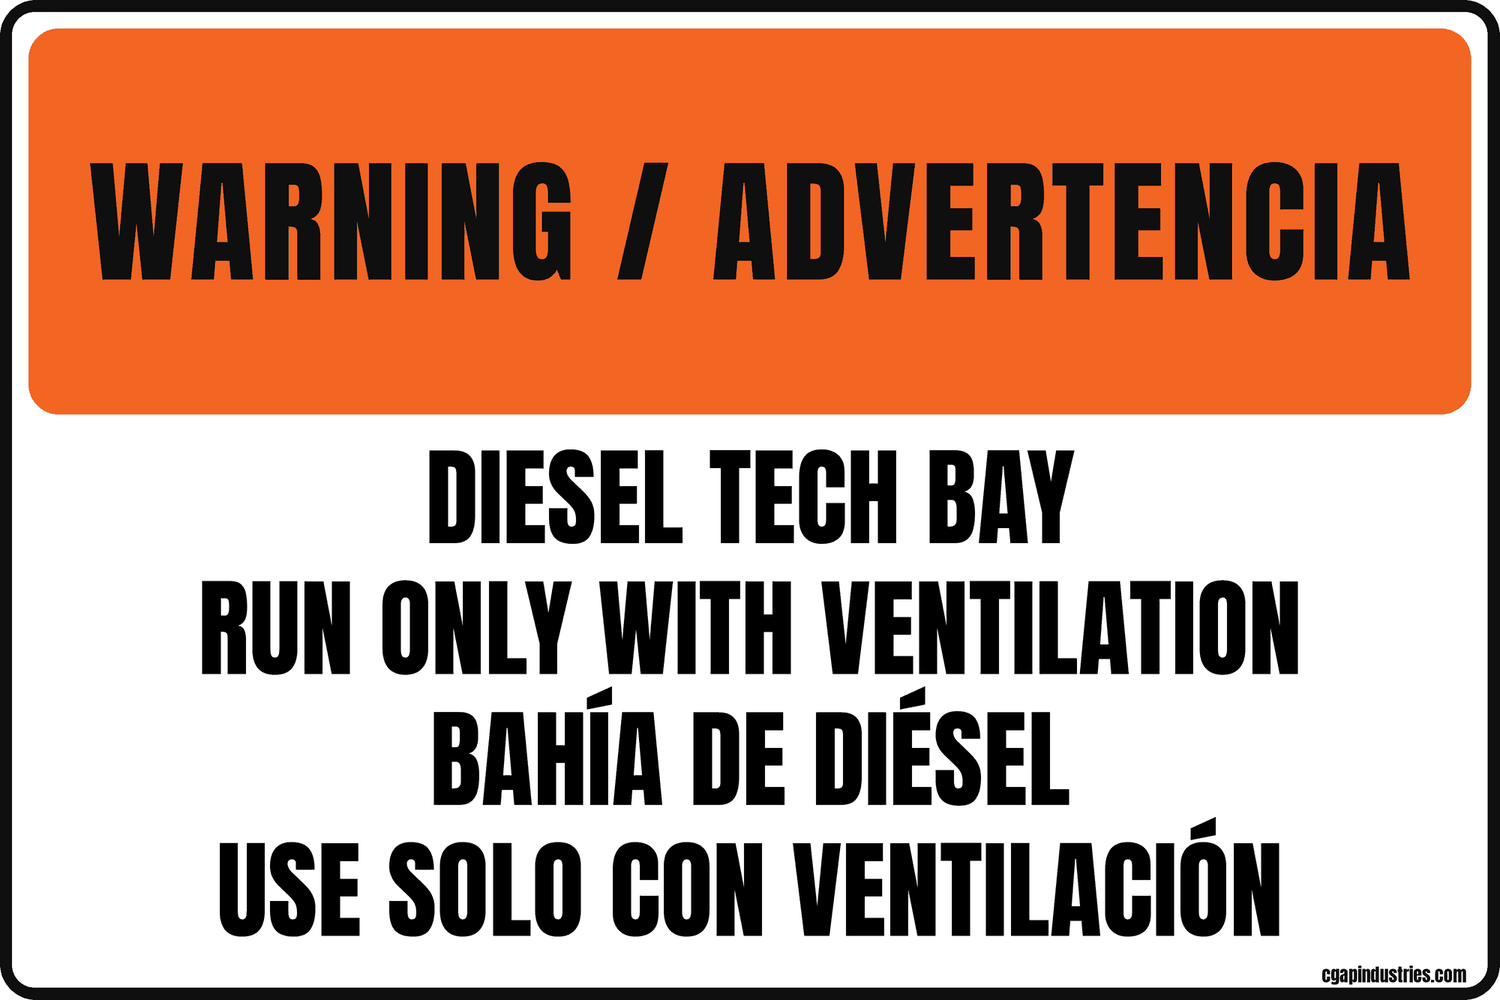 WARNING / ADVERTENCIA
DIESEL TECH BAY
RUN ONLY WITH VENTILATION
BAHÍA DE DIÉSEL
USE SOLO CON VENTILACIÓN
cgapindustries.com